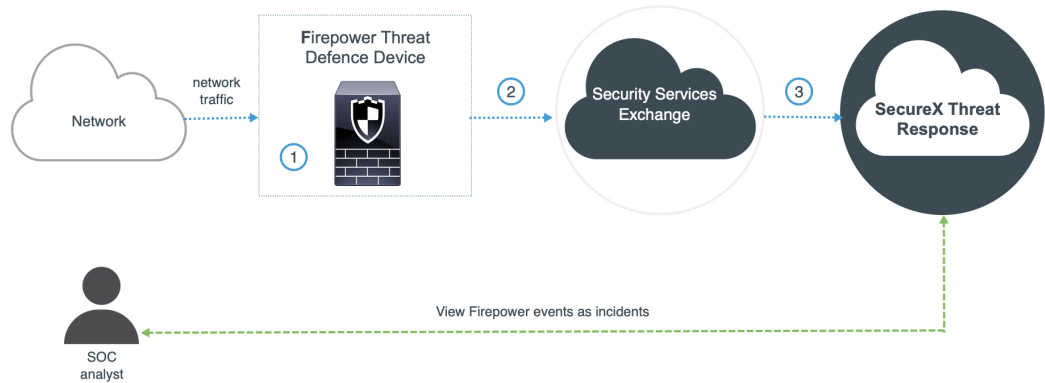 Network
network
traffic
Firepower Threat
Defence Device
1
2
Security Services
Exchange
3
SecureX Threat
Response
View Firepower events as incidents
SOC
analyst